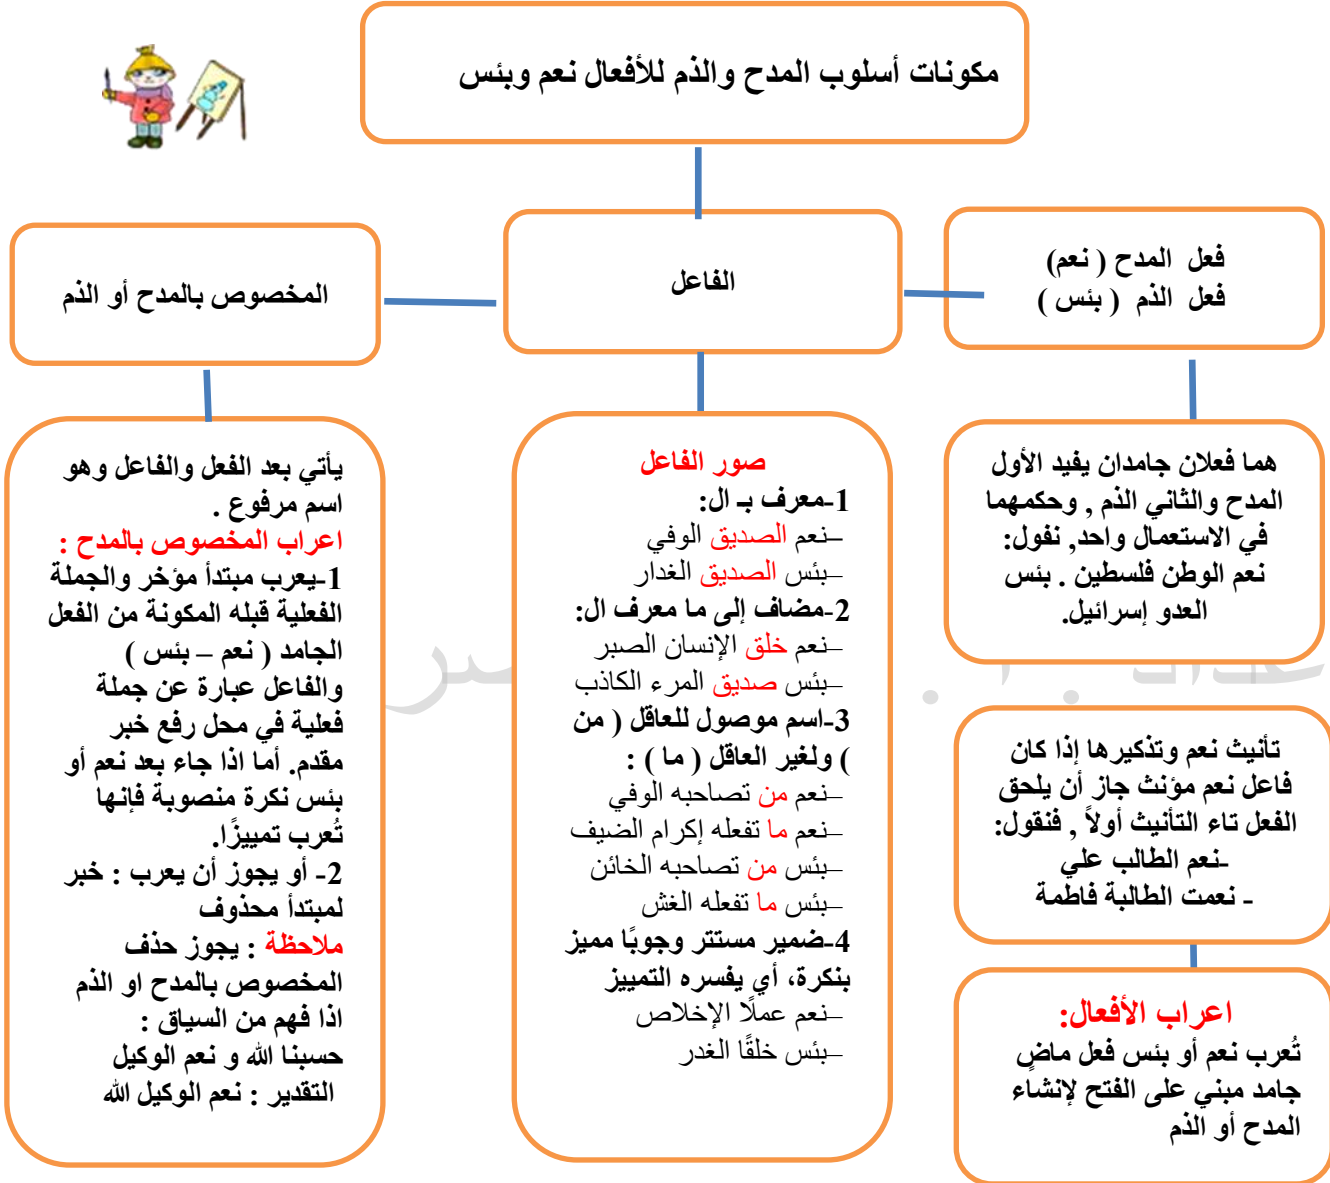 مكونات أسلوب المدح والذم للأفعال نعم وبئس
فعل المدح ( نعم)
فعل الذم ( بئس )
الفاعل
المخصوص بالمدح أو الذم
هما فعلان جامدان يفيد الأول
المدح والثاني الذم , وحكمهما
في الاستعمال واحد, نفول:
نعم الوطن فلسطين . بئس
العدو إسرائيل.
تأنيث نعم وتذكيرها إذا كان
فاعل نعم مؤنث جاز أن يلحق
الفعل تاء التأنيث أولاً , فنقول:
-نعم الطالب علي
- نعمت الطالبة فاطمة
اعراب الأفعال:
تُعرب نعم أو بئس فعل ماضٍ
جامد مبني على الفتح لإنشاء
المدح أو الذم
صور الفاعل
1-معرف بـ ال:
–نعم الصديق الوفي
–بئس الصديق الغدار
2-مضاف إلى ما معرف ال:
–نعم خلق الإنسان الصبر
–بئس صديق المرء الكاذب
3-اسم موصول للعاقل ( من
) ولغير العاقل ( ما ) :
–نعم من تصاحبه الوفي
–نعم ما تفعله إكرام الضيف
–بئس من تصاحبه الخائن
–بئس ما تفعله الغش
4-ضمير مستتر وجوبًا مميز
بنكرة، أي يفسره التمييز
–نعم عملًا الإخلاص
–بئس خلقًا الغدر
يأتي بعد الفعل والفاعل وهو
اسم مرفوع .
اعراب المخصوص بالمدح :
1-يعرب مبتدأ مؤخر والجملة
الفعلية قبله المكونة من الفعل
الجامد ( نعم – بئس )
والفاعل عبارة عن جملة
فعلية في محل رفع خبر
مقدم. أما اذا جاء بعد نعم أو
بئس نكرة منصوبة فإنها
تُعرب تمييزًا.
2- أو يجوز أن يعرب : خبر
لمبتدأ محذوف
ملاحظة : يجوز حذف
المخصوص بالمدح او الذم
اذا فهم من السياق :
حسبنا الله و نعم الوكيل
التقدير : نعم الوكيل الله